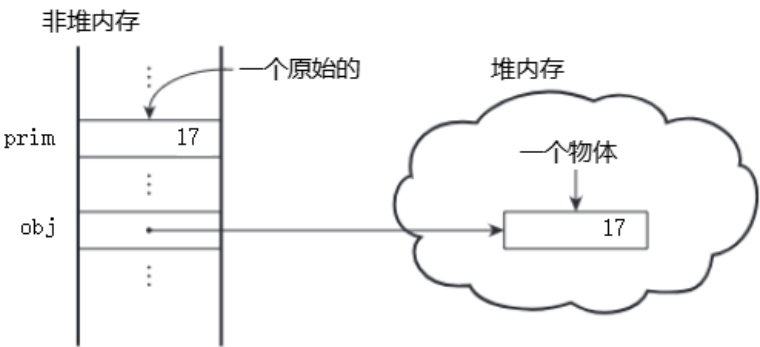 非堆内存
一个原始的
堆内存
prim
17
一个物体
obj
17